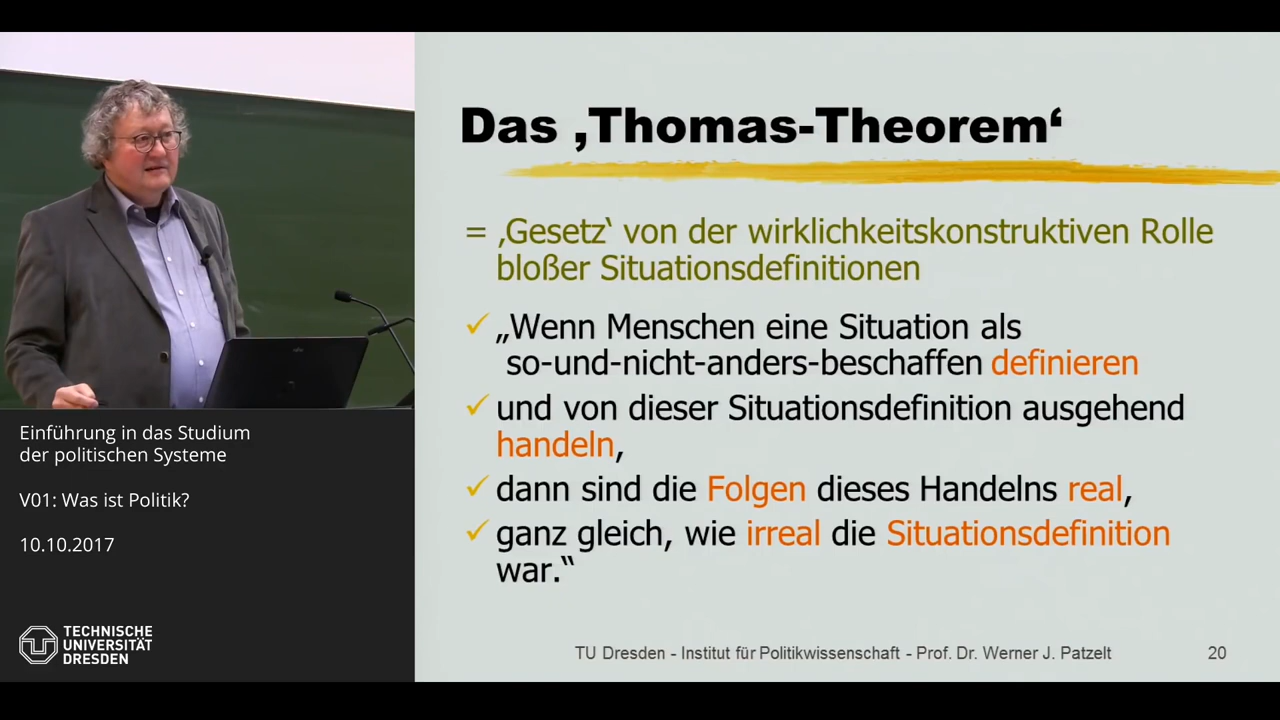 Das ‚Thomas-Theorem‘
= ‚Gesetz‘ von der wirklichkeitskonstruktiven Rolle
bloßer Situationsdefinitionen
✓ „Wenn Menschen eine Situation als
so-und-nicht-anders-beschaffen definieren
✓ und von dieser Situationsdefinition ausgehend
handeln,
✓ dann sind die Folgen dieses Handelns real,
✓ ganz gleich, wie irreal die Situationsdefinition
war.“
TU Dresden - Institut für Politikwissenschaft - Prof. Dr. Werner J. Patzelt
20
Einführung in das Studium
der politischen Systeme
V01: Was ist Politik?
10.10.2017
TECHNISCHE
UNIVERSITÄT
DRESDEN